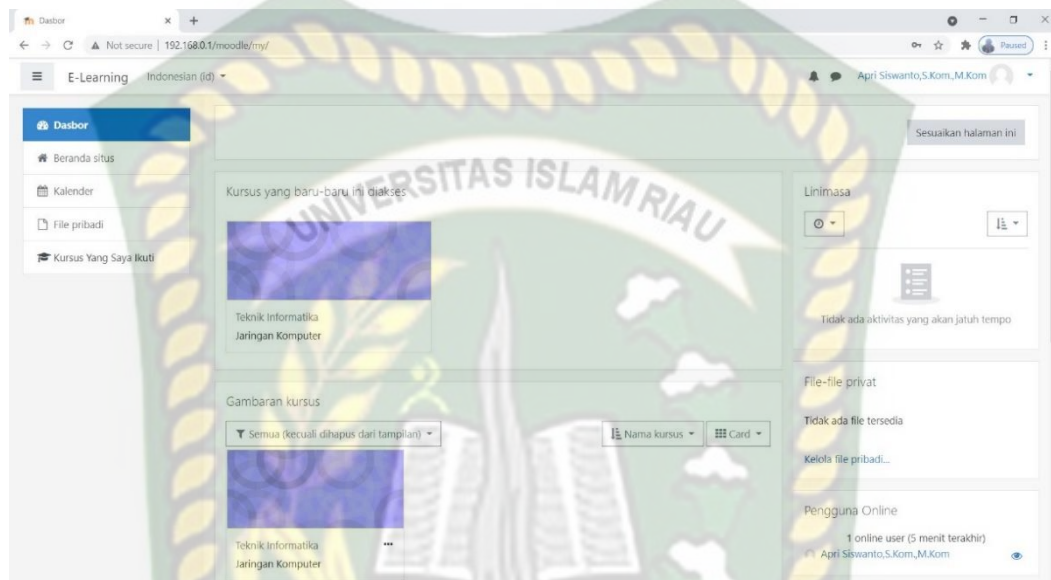 Dasbor
Not secure | 192.168.0.1/moodle/my/
Paused
E-Learning Indonesian (id)
Apri Siswanto,S.Kom.,M.Kom
Dasbor
Beranda situs
Kalender
File pribadi
Kursus Yang Saya Ikuti
Sesuaikan halaman ini
UNIVERSITAS ISLAM RIAU
Kursus yang baru-baru ini diakses
Teknik Informatika
Jaringan Komputer
Gambaran kursus
Semua (kecuali dihapus dari tampilan)
Nama kursus
Card
Teknik Informatika
Jaringan Komputer
Linimasa
Tidak ada aktivitas yang akan jatuh tempo
File-file privat
Tidak ada file tersedia
Kelola file pribadi...
Pengguna Online
1 online user (5 menit terakhir)
Apri Siswanto,S.Kom.,M.Kom